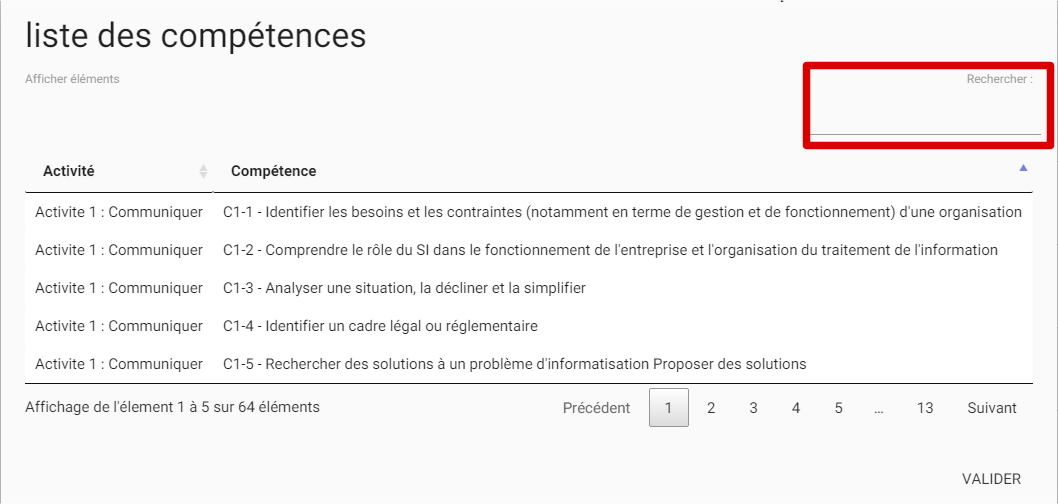 liste des compétences
Afficher éléments
Rechercher :
Activité Compétence
Activite 1 : Communiquer C1-1 - Identifier les besoins et les contraintes (notamment en terme de gestion et de fonctionnement) d'une organisation
Activite 1 : Communiquer C1-2 - Comprendre le rôle du SI dans le fonctionnement de l'entreprise et l'organisation du traitement de l'information
Activite 1 : Communiquer C1-3 - Analyser une situation, la décliner et la simplifier
Activite 1 : Communiquer C1-4 - Identifier un cadre légal ou réglementaire
Activite 1 : Communiquer C1-5 - Rechercher des solutions à un problème d'informatisation Proposer des solutions
Affichage de l'élement 1 à 5 sur 64 éléments
Précédent 1 2 3 4 5 ... 13 Suivant
VALIDER